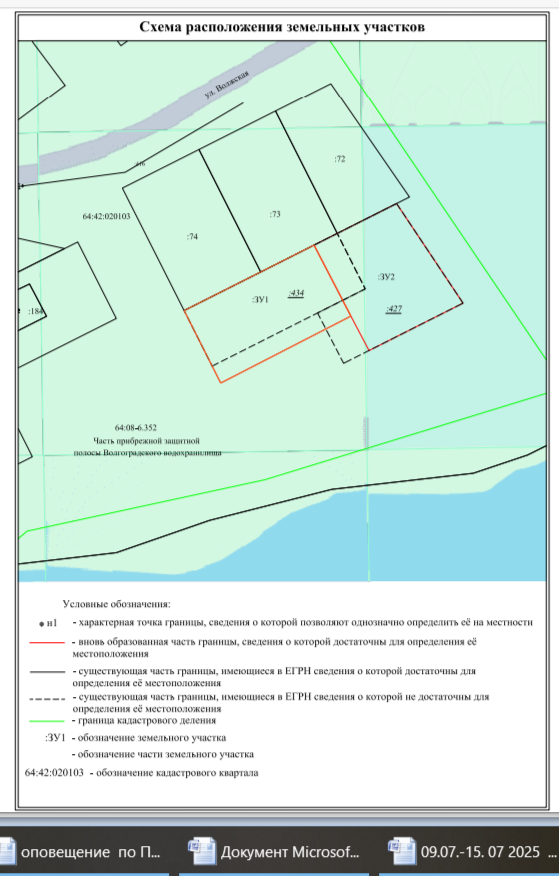 Схема расположения земельных участков
ул. Волжская
:72
64:42:020103
:73
:74
:ЗУ2
:ЗУ1
:434
:427
:184
64:08-6.352
Часть прибрежной защитной
полосы Волгоградского водохранилища
Условные обозначения:
н1 - характерная точка границы, сведения о которой позволяют однозначно определить её на местности
- вновь образованная часть границы, сведения о которой достаточны для определения её
местоположения
- существующая часть границы, имеющиеся в ЕГРН сведения о которой достаточны для
определения её местоположения
- существующая часть границы, имеющиеся в ЕГРН сведения о которой не достаточны для
определения её местоположения
- граница кадастрового деления
:ЗУ1 - обозначение земельного участка
- обозначение части земельного участка
64:42:020103 - обозначение кадастрового квартала
оповещение по П...
Документ Microsof...
09.07.-15. 07 2025 ...